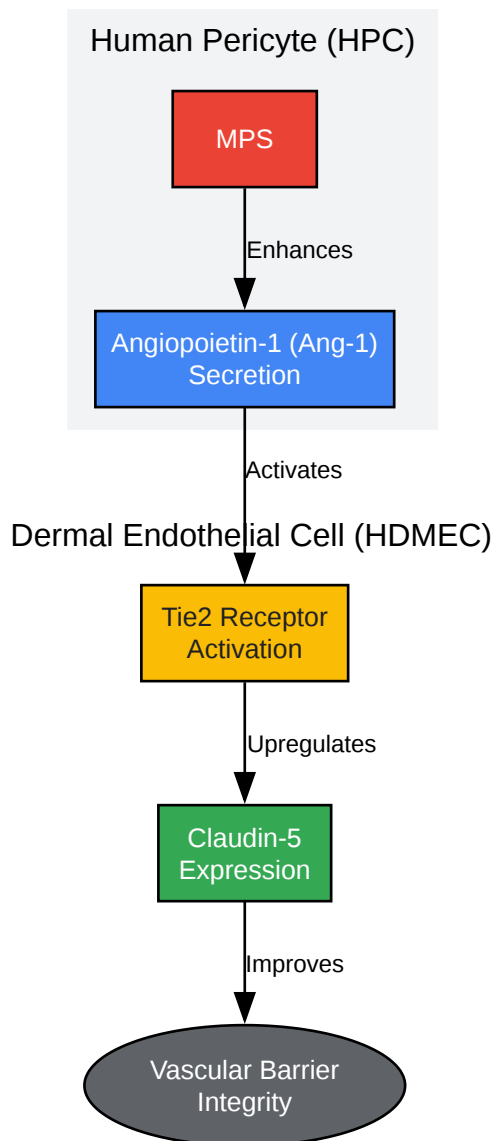 Human Pericyte (HPC)
MPS
Enhances
Angiopoietin-1 (Ang-1)
Secretion
Activates
Dermal Endothelial Cell (HDMEC)
Tie2 Receptor
Activation
Upregulates
Claudin-5
Expression
Improves
Vascular Barrier
Integrity